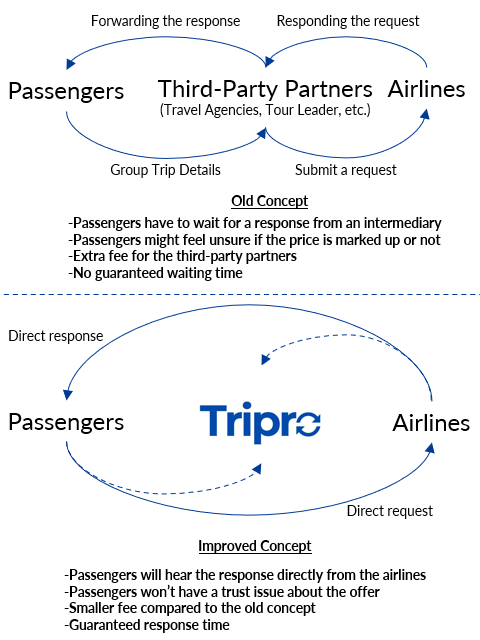 Forwarding the response
Responding the request
Passengers
Third-Party Partners
Airlines
(Travel Agencies, Tour Leader, etc.)
Group Trip Details
Submit a request
Old Concept
-Passengers have to wait for a response from an intermediary
-Passengers might feel unsure if the price is marked up or not
-Extra fee for the third-party partners
-No guaranteed waiting time
Direct response
Passengers
Tripro
Airlines
Direct request
Improved Concept
-Passengers will hear the response directly from the airlines
-Passengers won't have a trust issue about the offer
-Smaller fee compared to the old concept
-Guaranteed response time